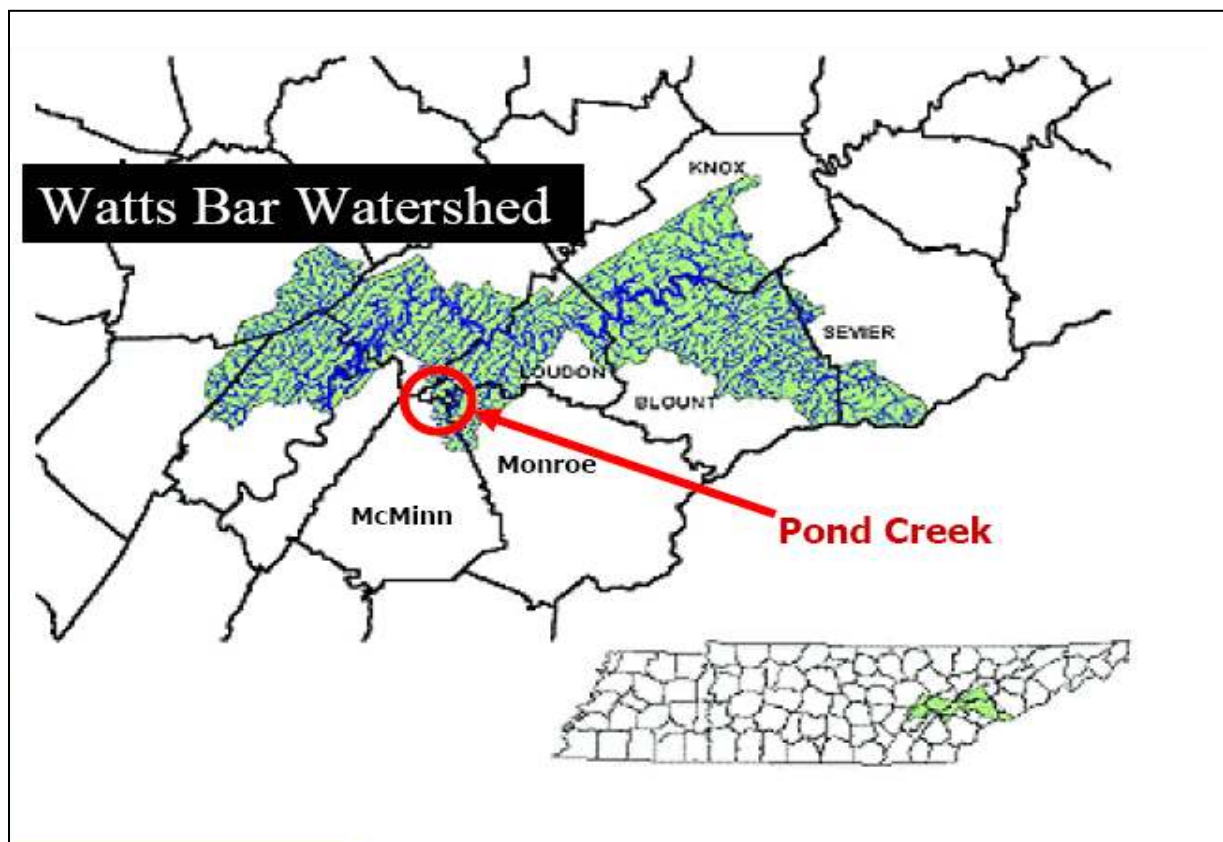 KNOX
Watts Bar Watershed
SEVIER
LOUDON
BLOUNT
Monroe
McMinn
Pond Creek